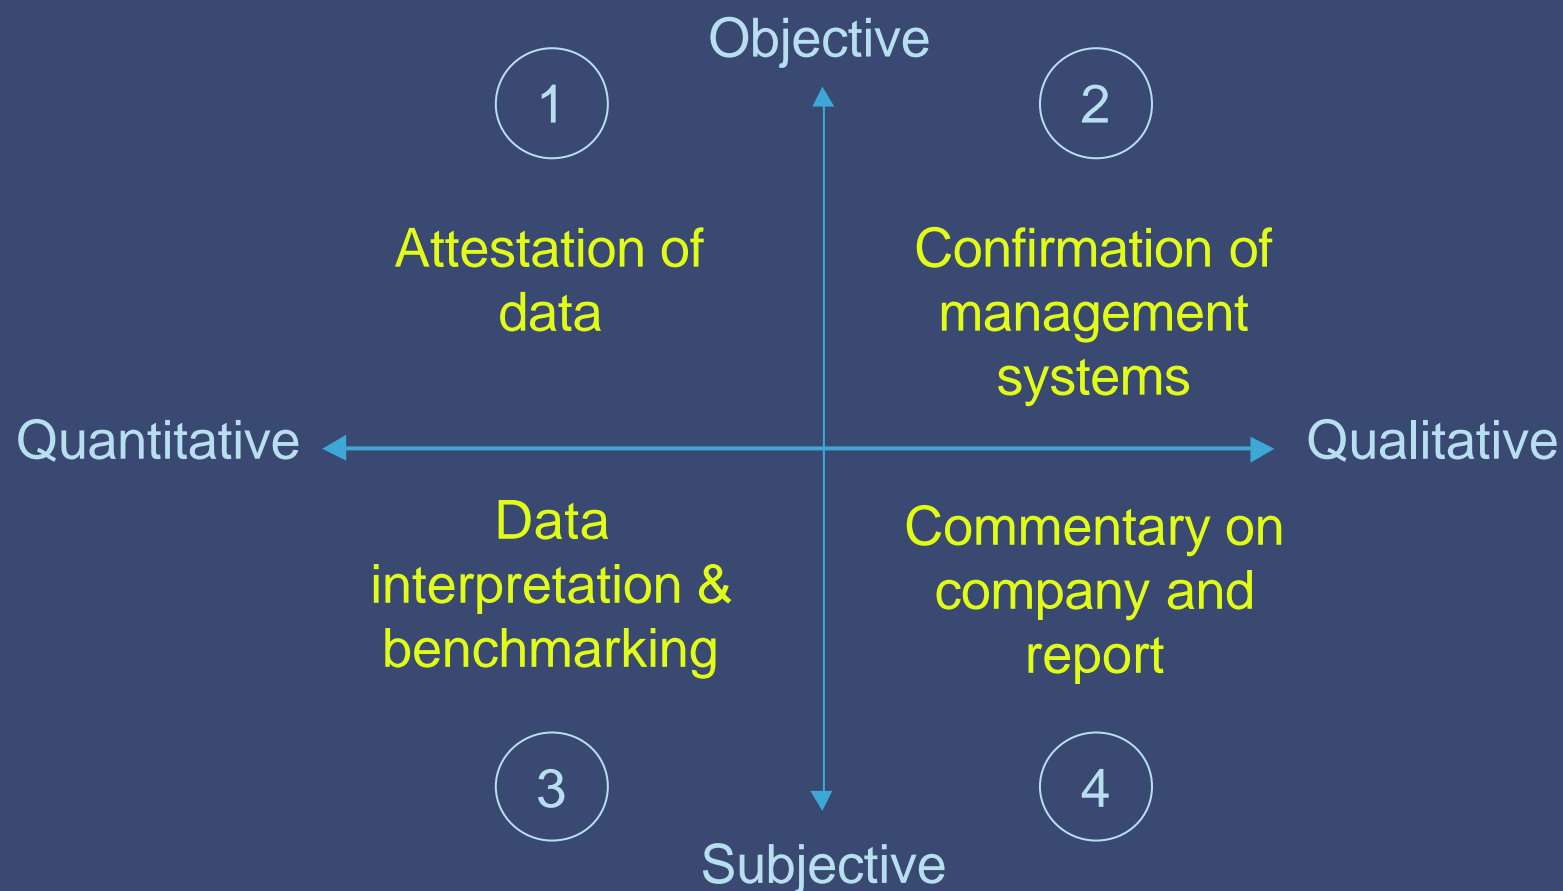 Objective
1
2
Attestation of
data
Confirmation of
management
systems
Quantitative
Qualitative
Data
interpretation &
benchmarking
Commentary on
company and
report
3
4
Subjective